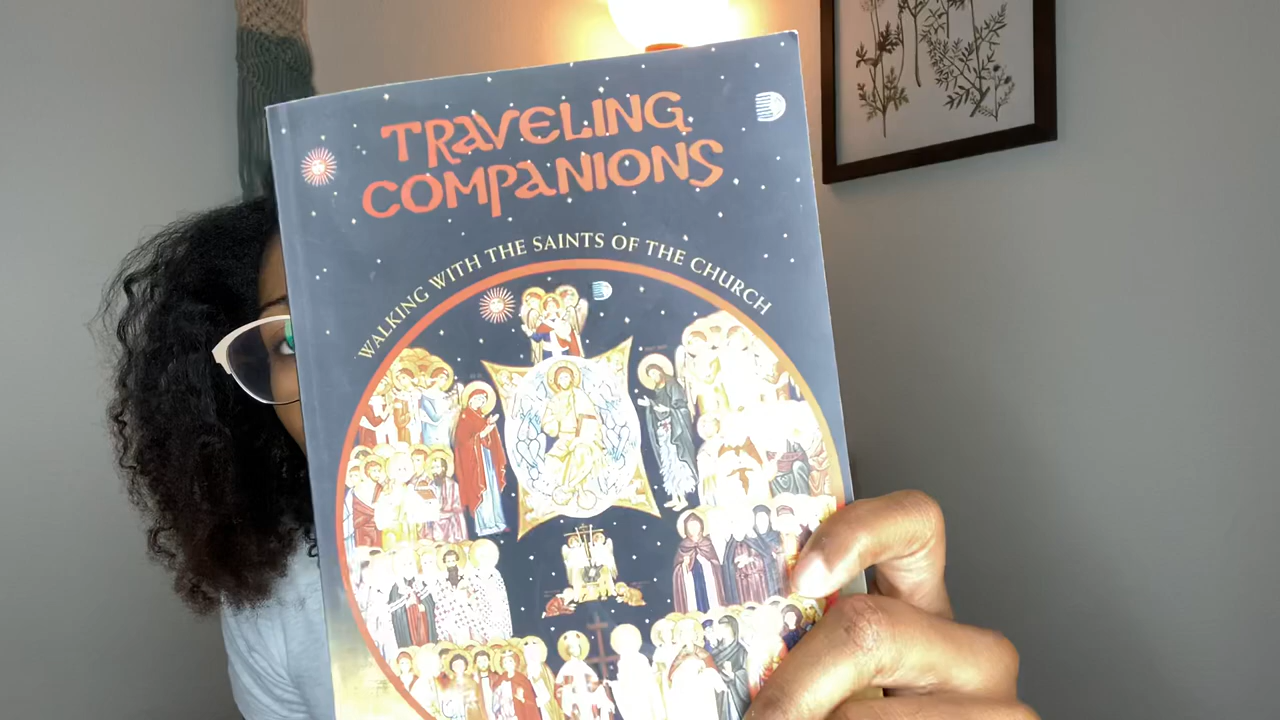 TRAVELING
COMPANIONS
WALKING WITH THE SAINTS OF THE CHURCH